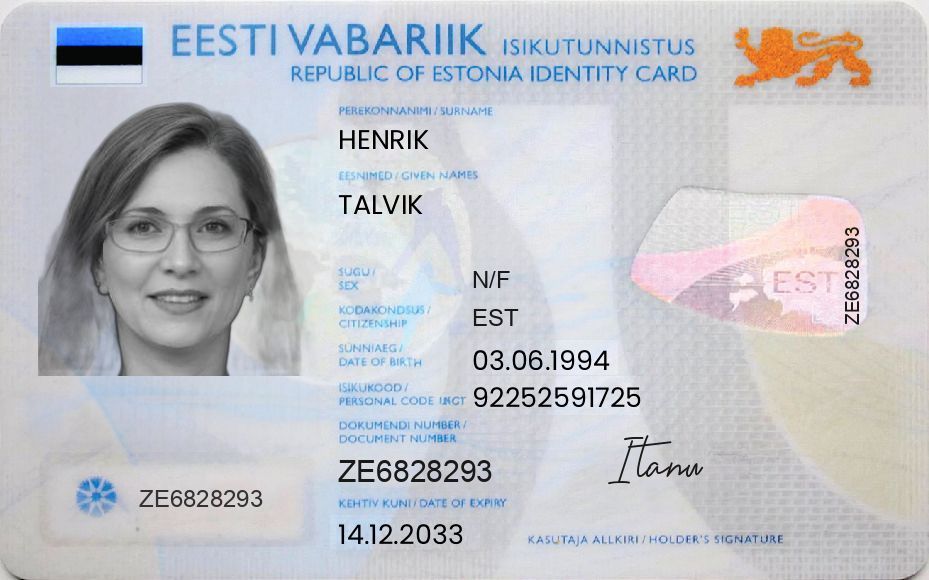 EESTI VABARIIK ISIKUTUNNISTUS
REPUBLIC OF ESTONIA IDENTITY CARD
PEREKONNANIMI / SURNAME
HENRIK
EESNIMED / GIVEN NAMES
TALVIK
SUGU / SEX
N/F
KODAKONDSUS / CITIZENSHIP
EST
SÜNNIAEG / DATE OF BIRTH
03.06.1994
ISIKUKOOD / PERSONAL CODE
92252591725
DOKUMENDI NUMBER / DOCUMENT NUMBER
ZE6828293
KEHTIV KUNI / DATE OF EXPIRY
14.12.2033
ZE6828293
EST
ZE6828293
Itanu
KASUTAJA ALLKIRI / HOLDER'S SIGNATURE